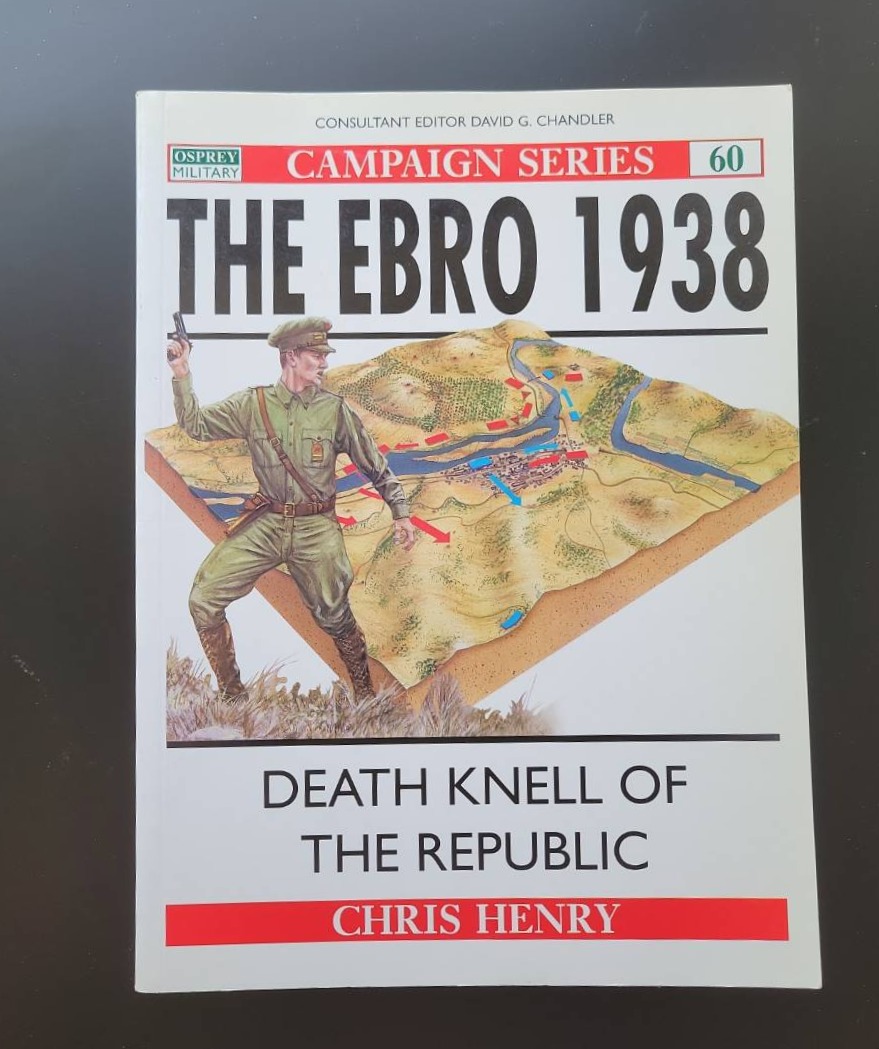 CONSULTANT EDITOR DAVID G. CHANDLER
OSPREY
MILITARY
CAMPAIGN SERIES
60
THE EBRO 1938
DEATH KNELL OF
THE REPUBLIC
CHRIS HENRY